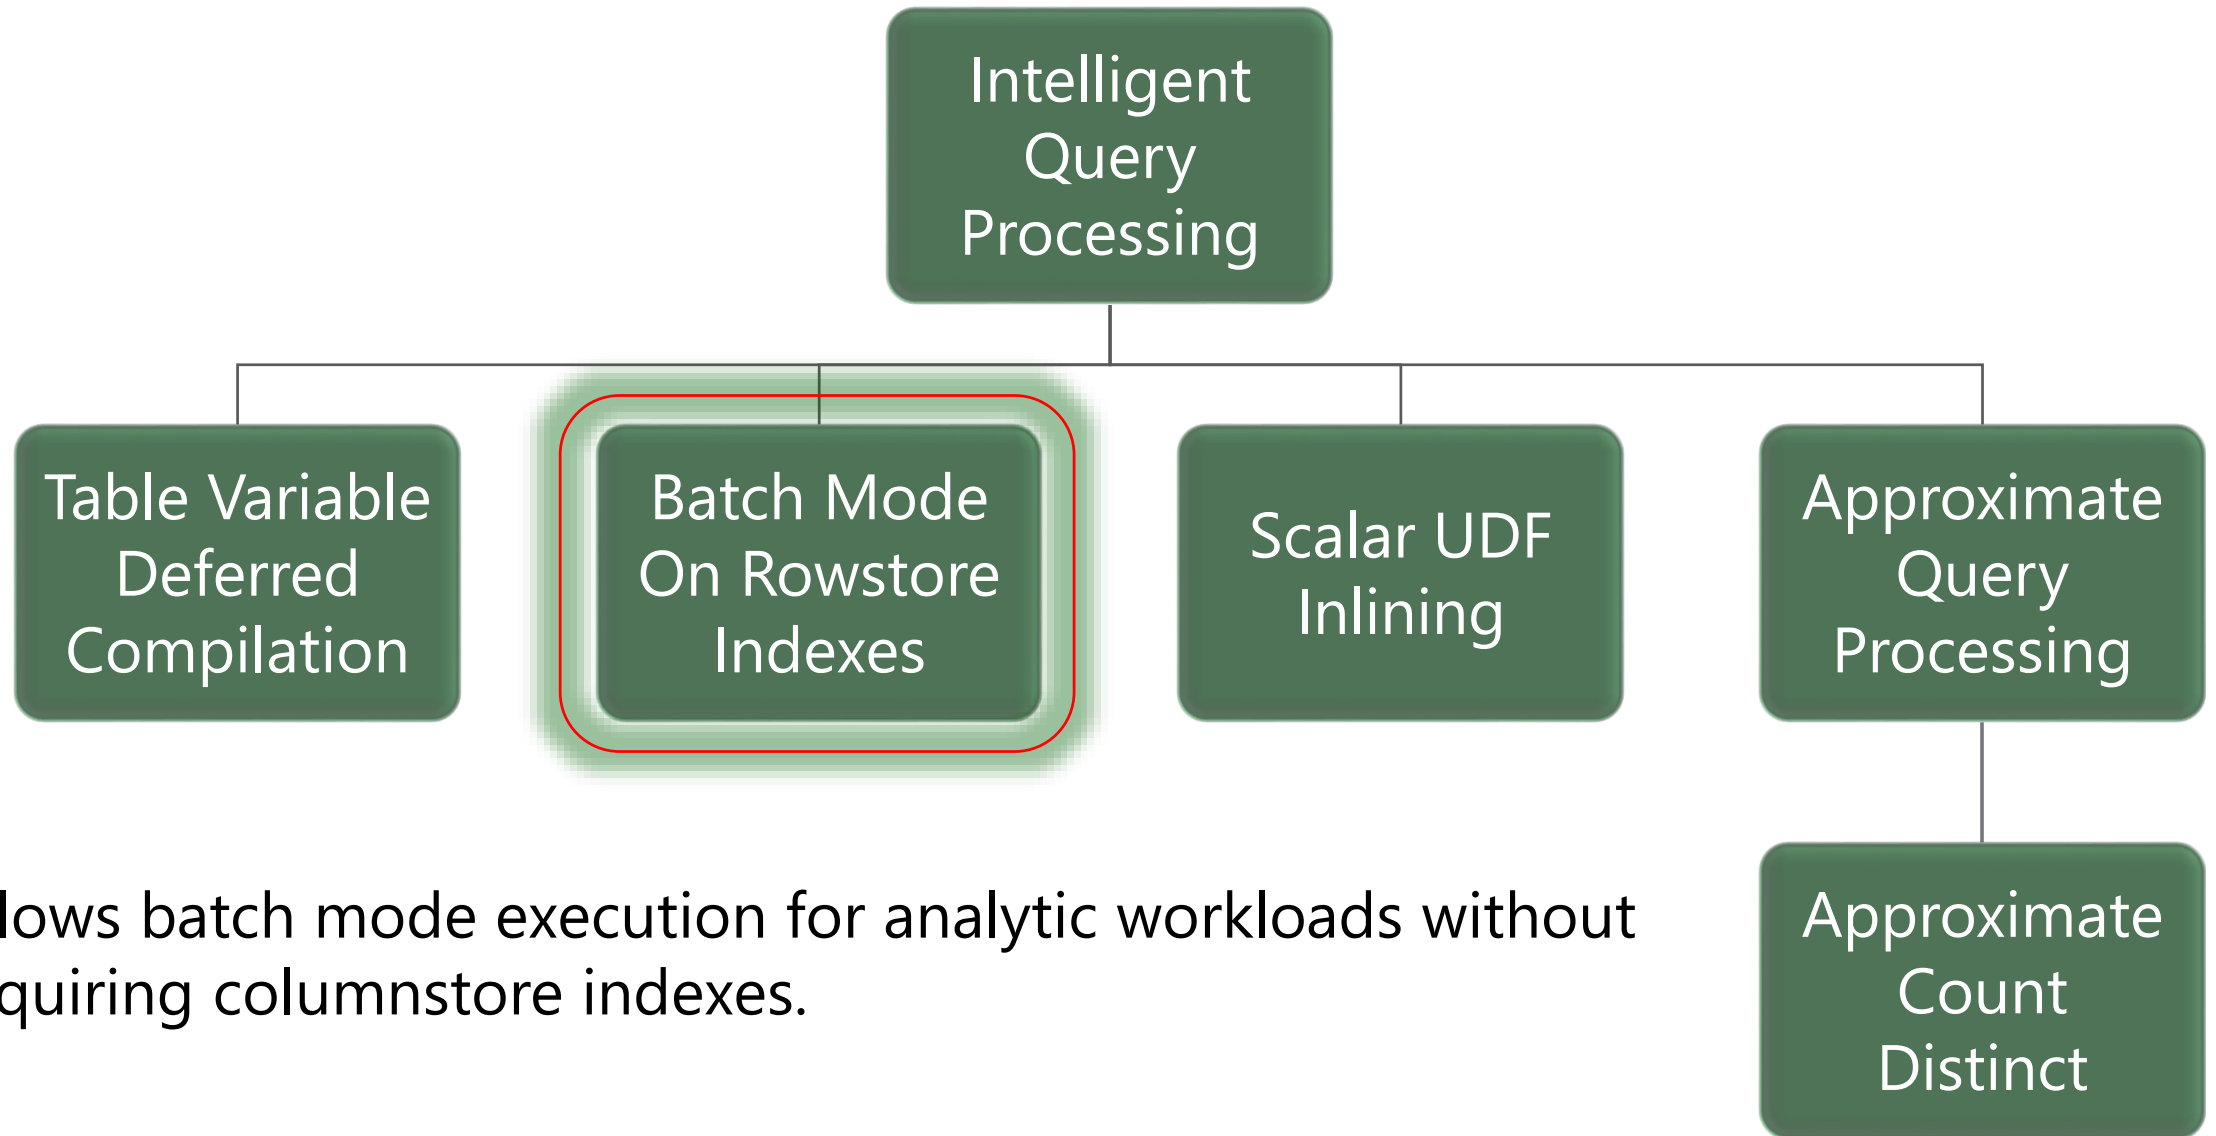 Intelligent
Query
Processing
Table Variable
Deferred
Compilation
Batch Mode
On Rowstore
Indexes
Scalar UDF
Inlining
Approximate
Query
Processing
lows batch mode execution for analytic workloads without
quiring columnstore indexes.
Approximate
Count
Distinct